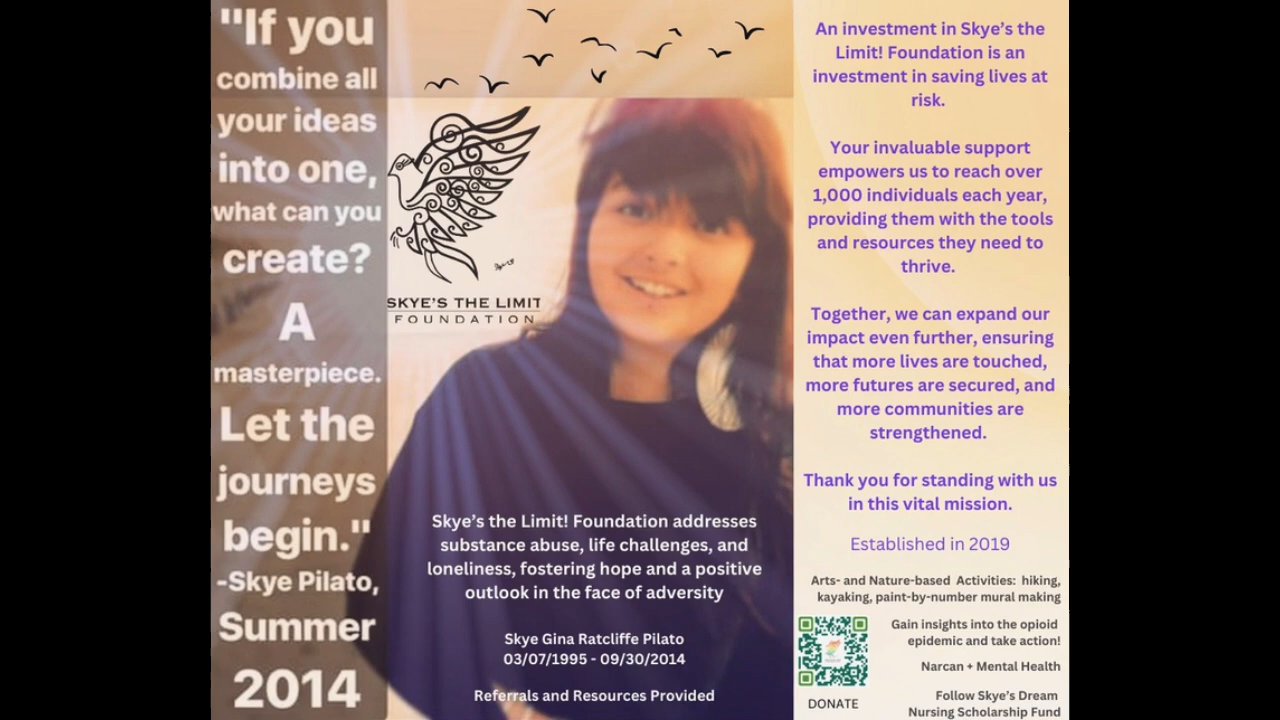 "If you
combine all
your ideas
into one,
what can you
create?
A
masterpiece.
Let the
journeys
begin."
-Skye Pilato,
Summer
2014
SKYE'S THE LIMIT
FOUNDATION
Skye's the Limit! Foundation addresses
substance abuse, life challenges, and
loneliness, fostering hope and a positive
outlook in the face of adversity
Skye Gina Ratcliffe Pilato
03/07/1995 - 09/30/2014
Referrals and Resources Provided
An investment in Skye's the
Limit! Foundation is an
investment in saving lives at
risk.
Your invaluable support
empowers us to reach over
1,000 individuals each year,
providing them with the tools
and resources they need to
thrive.
Together, we can expand our
impact even further, ensuring
that more lives are touched,
more futures are secured, and
more communities are
strengthened.
Thank you for standing with us
in this vital mission.
Established in 2019
Arts- and Nature-based Activities: hiking,
kayaking, paint-by-number mural making
Gain insights into the opioid
epidemic and take action!
Narcan + Mental Health
Follow Skye's Dream
Nursing Scholarship Fund
DONATE